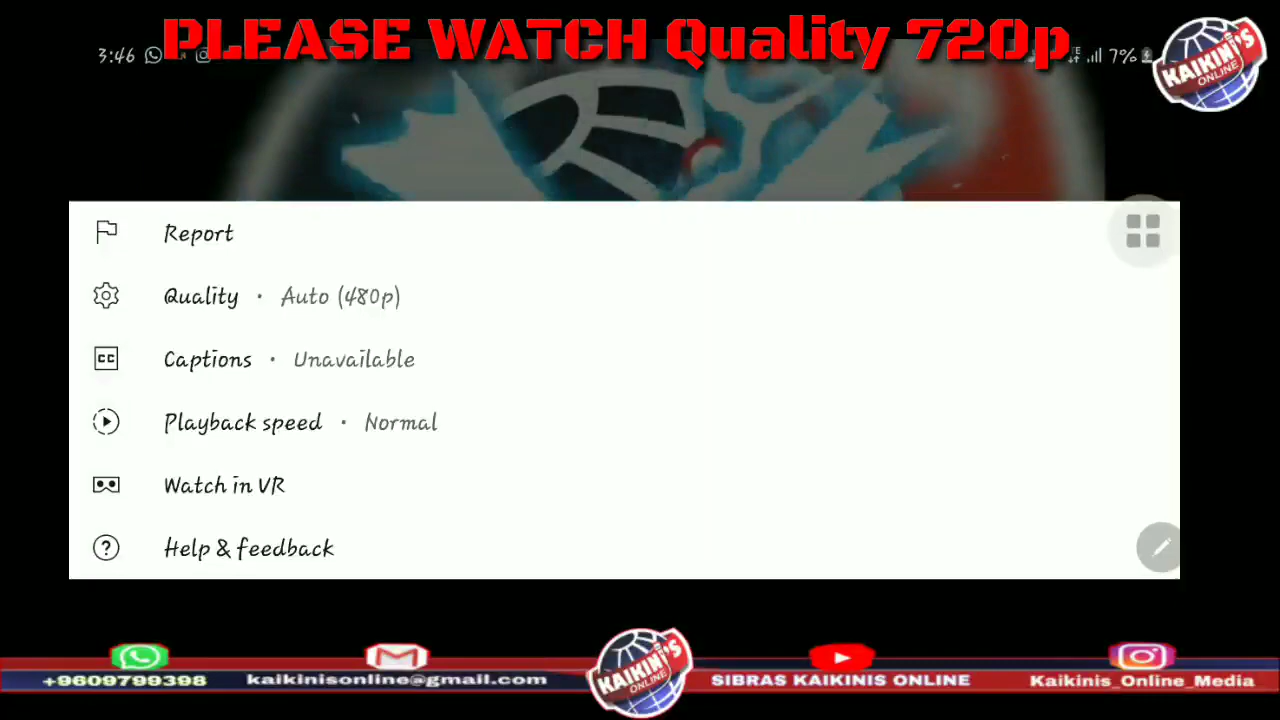 PLEASE WATCH Quality 720p
3:46
7%
KAIKINI'S
ONLINE
Report
Quality · Auto (480p)
CC
Captions · Unavailable
Playback speed · Normal
Watch in VR
Help & feedback
KAIKINI'S
ONLINE
+9609799398
kaikinisonline@gmail.com
SIBRAS KAIKINIS ONLINE
Kaikinis_Online_Media